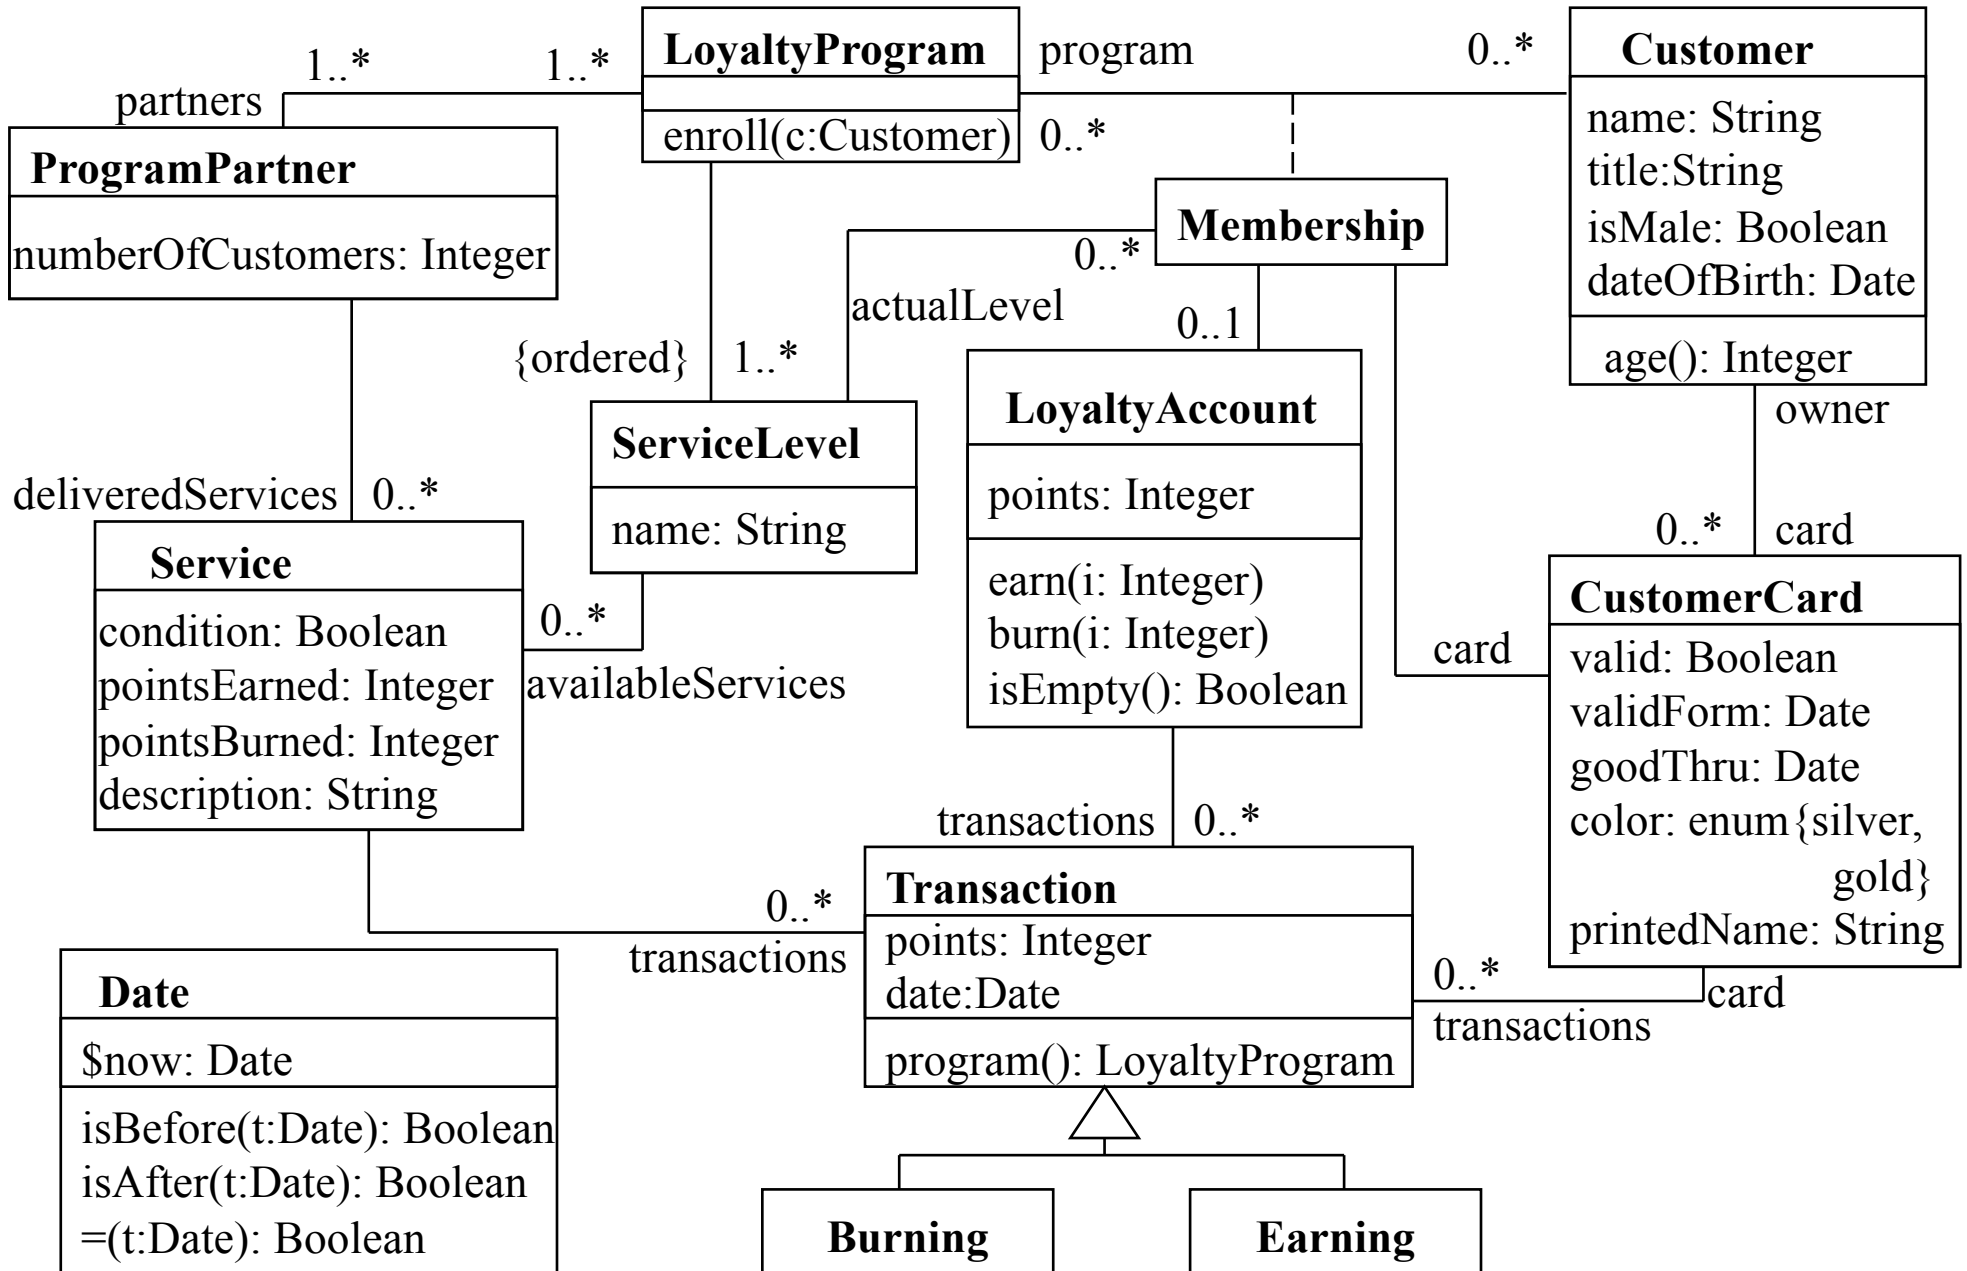 LoyaltyProgram
enroll(c:Customer)
program
0..*
0..*
1..*
1..*
partners
Customer
name: String
title:String
isMale: Boolean
dateOfBirth: Date
age(): Integer
ProgramPartner
numberOfCustomers: Integer
Membership
0..*
actualLevel
0..1
{ordered}
1..*
owner
0..*
card
ServiceLevel
name: String
LoyaltyAccount
points: Integer
earn(i: Integer)
burn(i: Integer)
isEmpty(): Boolean
deliveredServices
0..*
Service
condition: Boolean
pointsEarned: Integer
pointsBurned: Integer
description: String
0..*
availableServices
card
CustomerCard
valid: Boolean
validForm: Date
goodThru: Date
color: enum{silver,
gold}
printedName: String
transactions
0..*
0..*
transactions
Transaction
points: Integer
date:Date
program(): LoyaltyProgram
0..*
transactions
card
Date
$now: Date
isBefore(t:Date): Boolean
isAfter(t:Date): Boolean
=(t:Date): Boolean
Burning
Earning